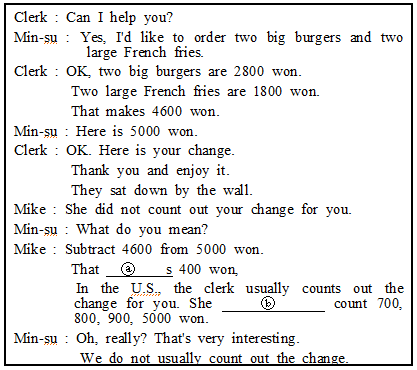 Clerk : Can I help you?
Min-su : Yes, I'd like to order two big burgers and two
large French fries.
Clerk : OK, two big burgers are 2800 won.
Two large French fries are 1800 won.
That makes 4600 won.
Min-su : Here is 5000 won.
Clerk : OK. Here is your change.
Thank you and enjoy it.
They sat down by the wall.
Mike : She did not count out your change for you.
Min-su : What do you mean?
Mike : Subtract 4600 from 5000 won.
That ⓐ s 400 won,
In the U.S., the clerk usually counts out the
change for you. She ⓑ count 700,
800, 900, 5000 won.
Min-su : Oh, really? That's very interesting.
We do not usually count out the change.